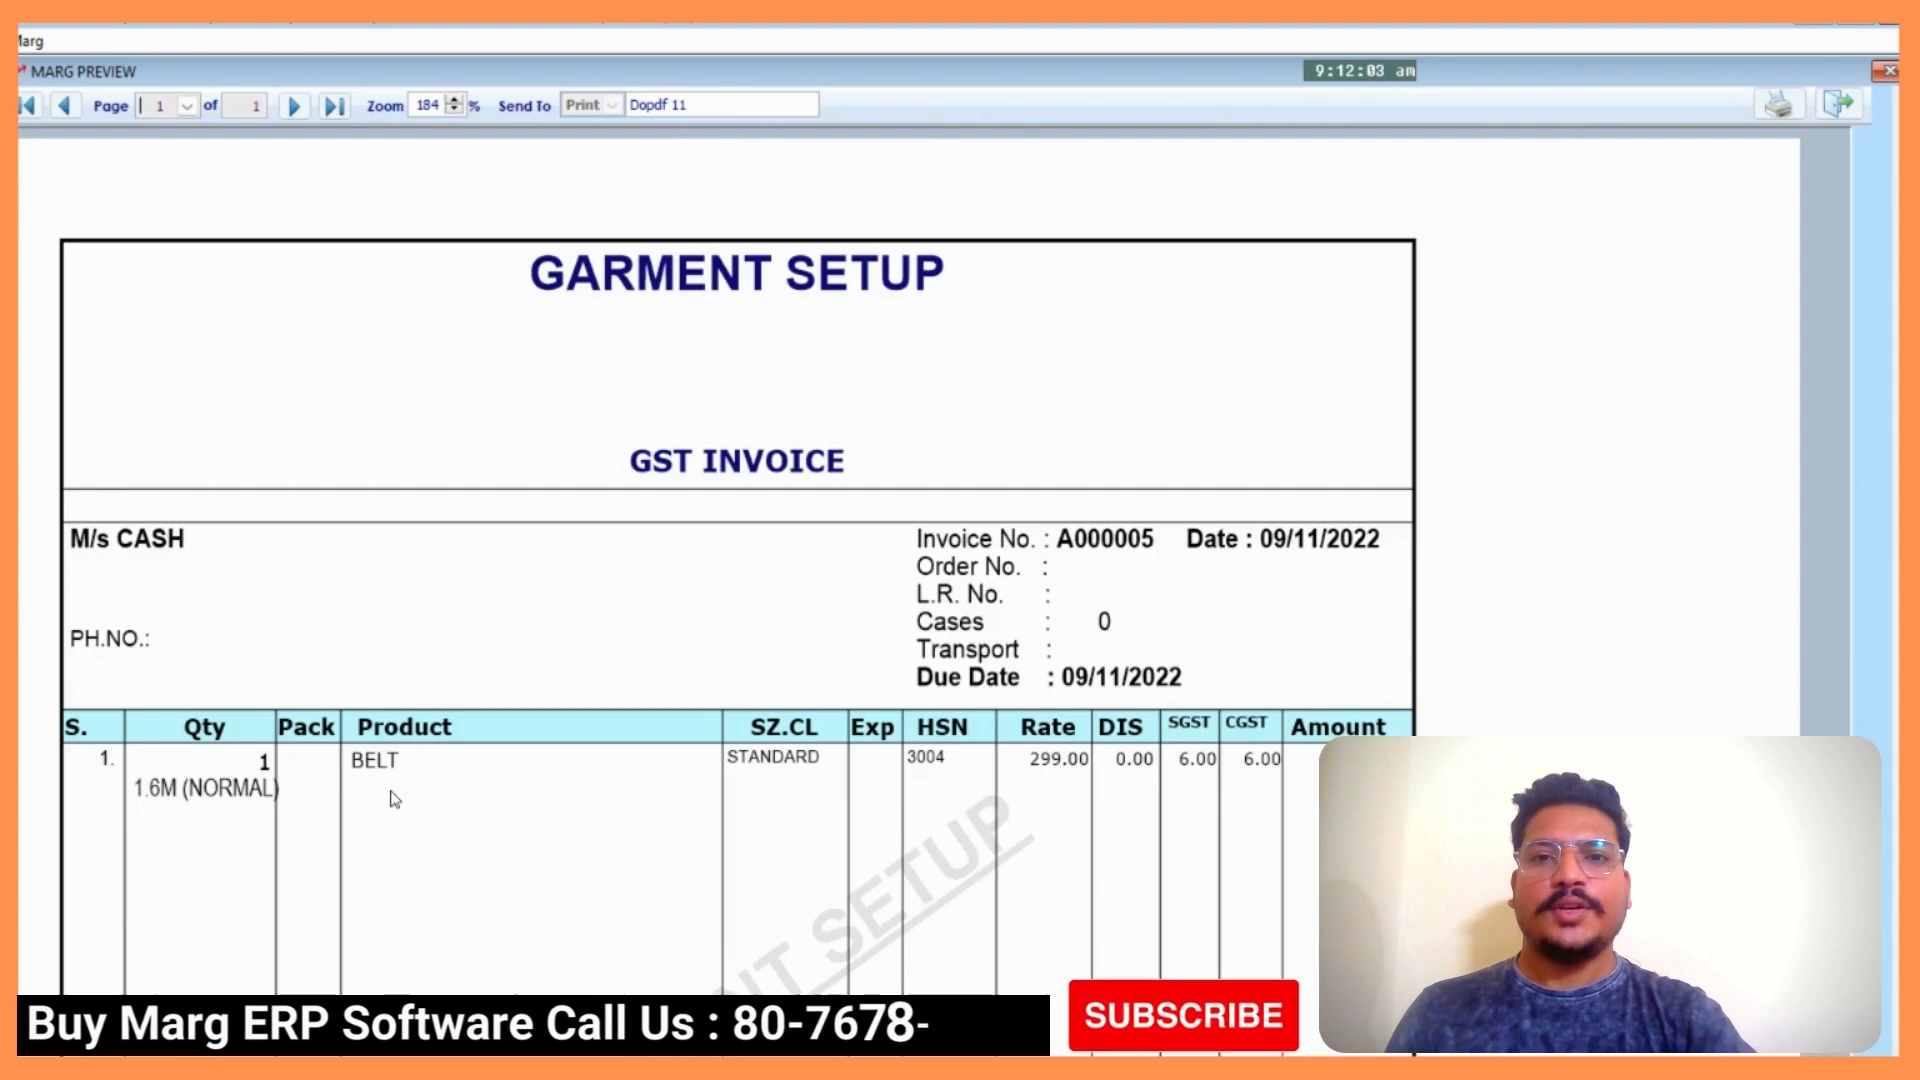 Marg
MARG PREVIEW
9:12:03 am
Page 1 of 1 Zoom 184 % Send To Print Dopdf 11
GARMENT SETUP
GST INVOICE
M/s CASH
PH.NO.:
Invoice No. : A000005 Date : 09/11/2022
Order No. :
L.R. No. :
Cases : 0
Transport :
Due Date : 09/11/2022
S. Qty Pack Product SZ.CL Exp HSN Rate DIS SGST CGST Amount
1. 1 BELT STANDARD 3004 299.00 0.00 6.00 6.00
1.6M (NORMAL)
NT SETUP
Buy Marg ERP Software Call Us : 80-7678-
SUBSCRIBE